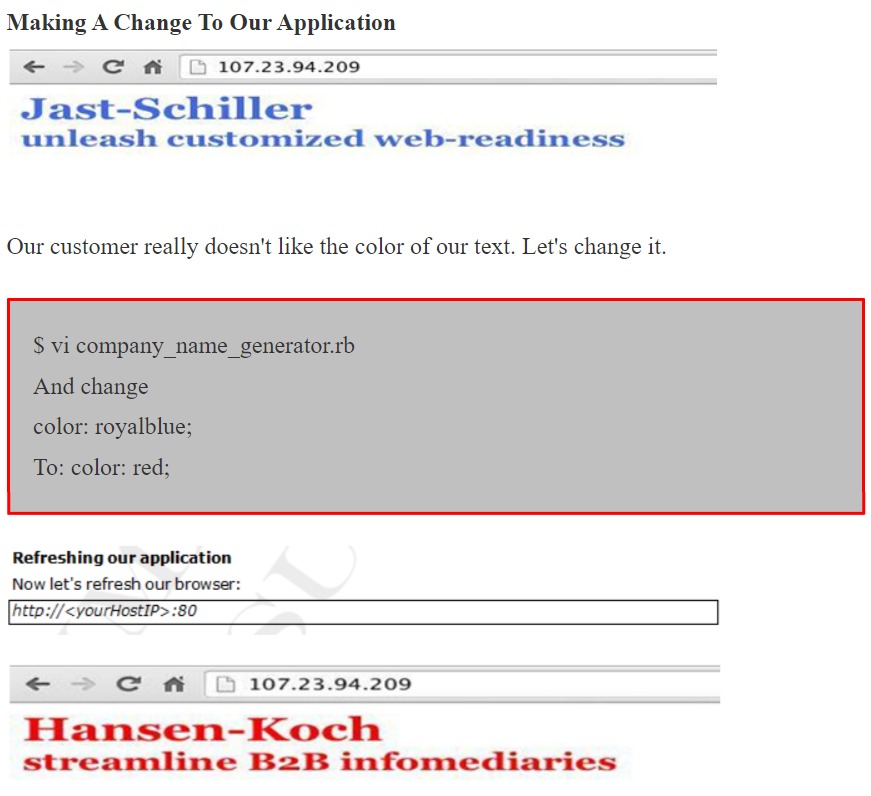 Making A Change To Our Application
107.23.94.209
Jast-Schiller
unleash customized web-readiness
Our customer really doesn't like the color of our text. Let's change it.
$ vi company_name_generator.rb
And change
color: royalblue;
To: color: red;
Refreshing our application
Now let's refresh our browser:
http://<yourHostIP>:80
107.23.94.209
Hansen-Koch
streamline B2B infomediaries